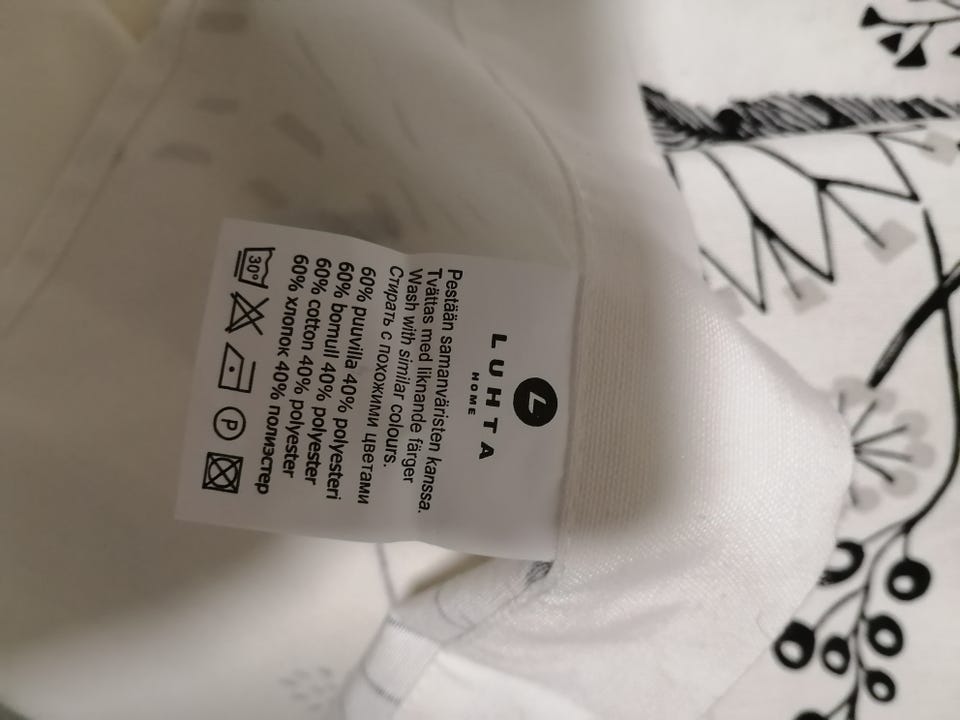 L
LUHTA
HOME
Pestään samanväristen kanssa.
Tvättas med liknande färger
Wash with similar colours.
Стирать с похожими цветами
60% puuvilla 40% polyesteri
60% bomull 40% polyester
60% cotton 40% polyester
60% хлопок 40% полиэстер
30° P